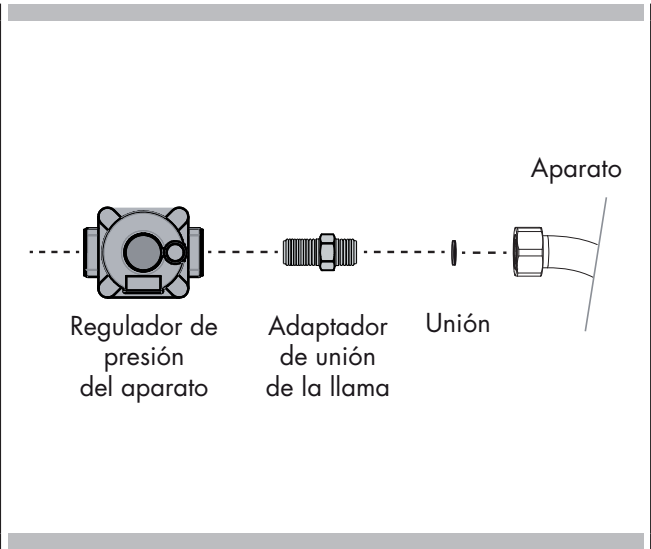 Aparato
Regulador de
presión
del aparato
Adaptador
de unión
de la llama
Unión